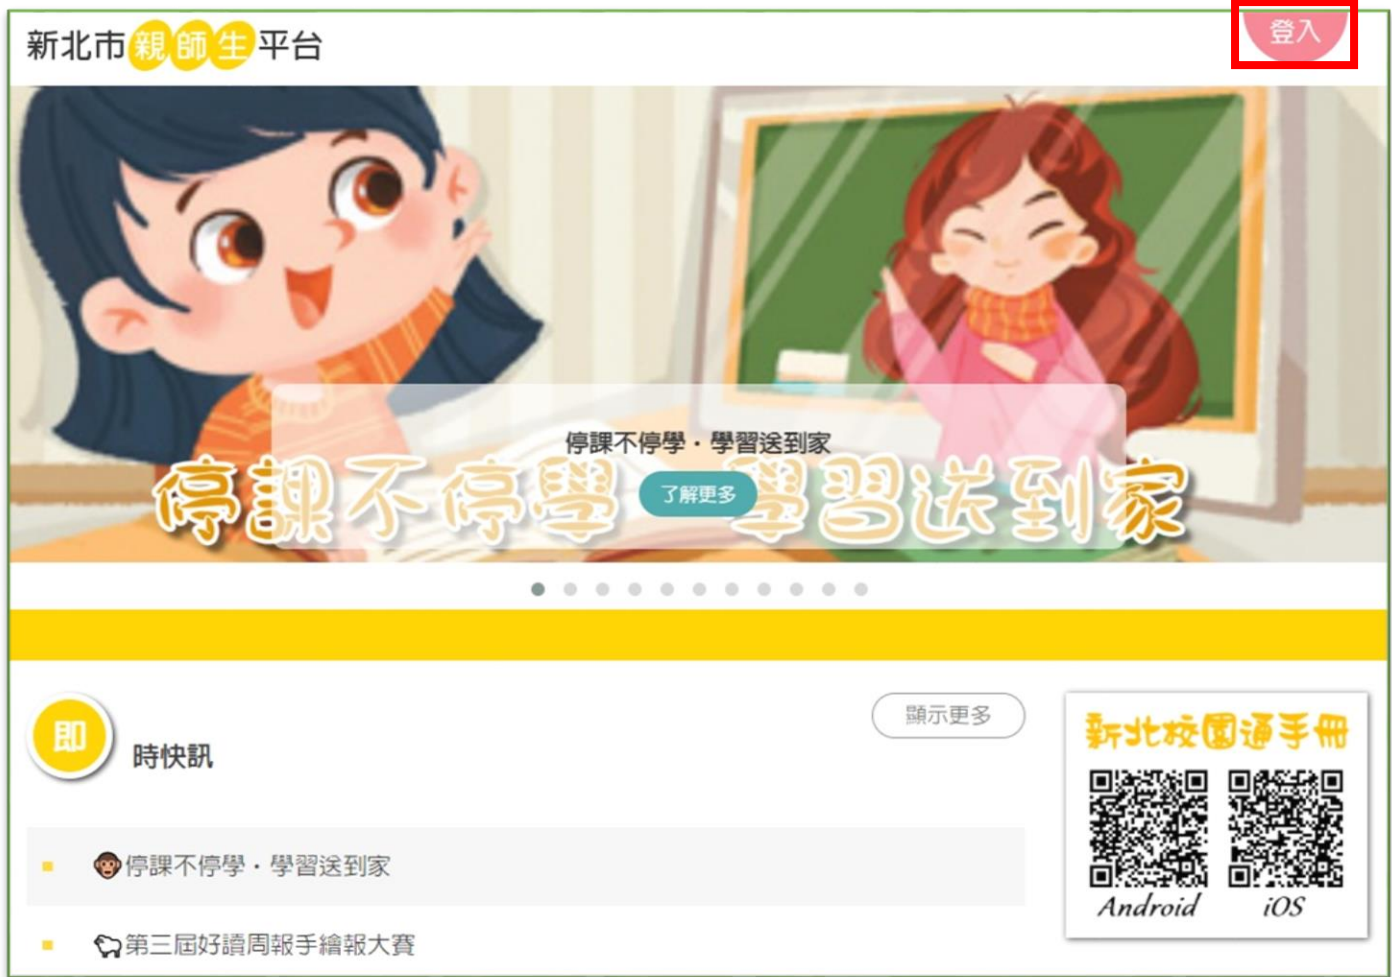 新北市親師生平台
登入
停課不停學・學習送到家
停課不停學 學習送到家
了解更多
即時快訊
顯示更多
新北校園通手冊
Android iOS
停課不停學・學習送到家
第三屆好讀周報手繪報大賽